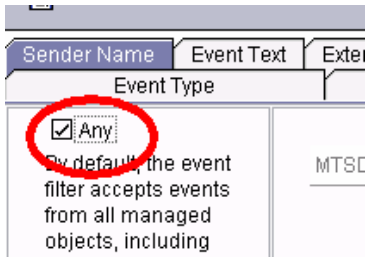 Sender Name Event Text Exter
Event Type
Any
By default, the event
filter accepts events
from all managed
objects, including
MTSD